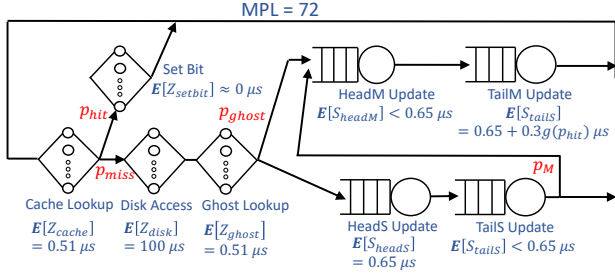 MPL = 72
Set Bit
E[Z_setbit] ≈ 0 μs
p_hit
p_ghost
HeadM Update
E[S_headM] < 0.65 μs
TailM Update
E[S_tailS]
= 0.65 + 0.3g(p_hit) μs
p_miss
p_M
Cache Lookup
E[Z_cache]
= 0.51 μs
Disk Access
E[Z_disk]
= 100 μs
Ghost Lookup
E[Z_ghost]
= 0.51 μs
HeadS Update
E[S_headS]
= 0.65 μs
TailS Update
E[S_tailS] < 0.65 μs